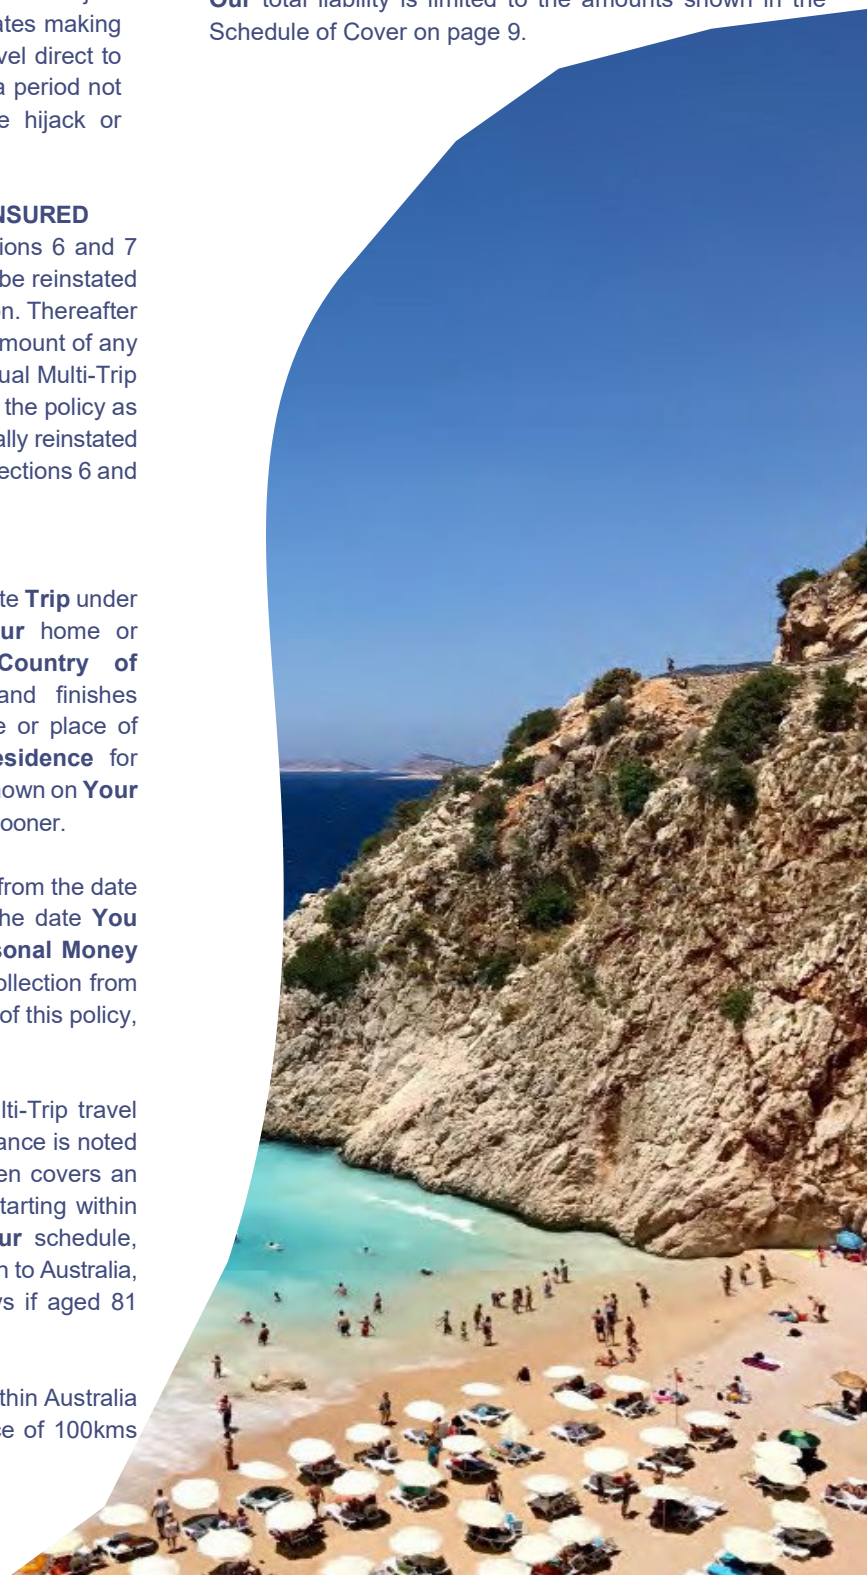 ates making
vel direct to
a period not
e hijack or
NSURED
ions 6 and 7
be reinstated
on. Thereafter
mount of any
ual Multi-Trip
the policy as
ally reinstated
ections 6 and
te Trip under
ur home or
Country of
and finishes
e or place of
esidence for
hown on Your
ooner.
from the date
he date You
sonal Money
ollection from
of this policy,
lti-Trip travel
ance is noted
en covers an
tarting within
ur schedule,
n to Australia,
ys if aged 81
thin Australia
ce of 100kms
Our total liability is limited to the amounts shown in the
Schedule of Cover on page 9.